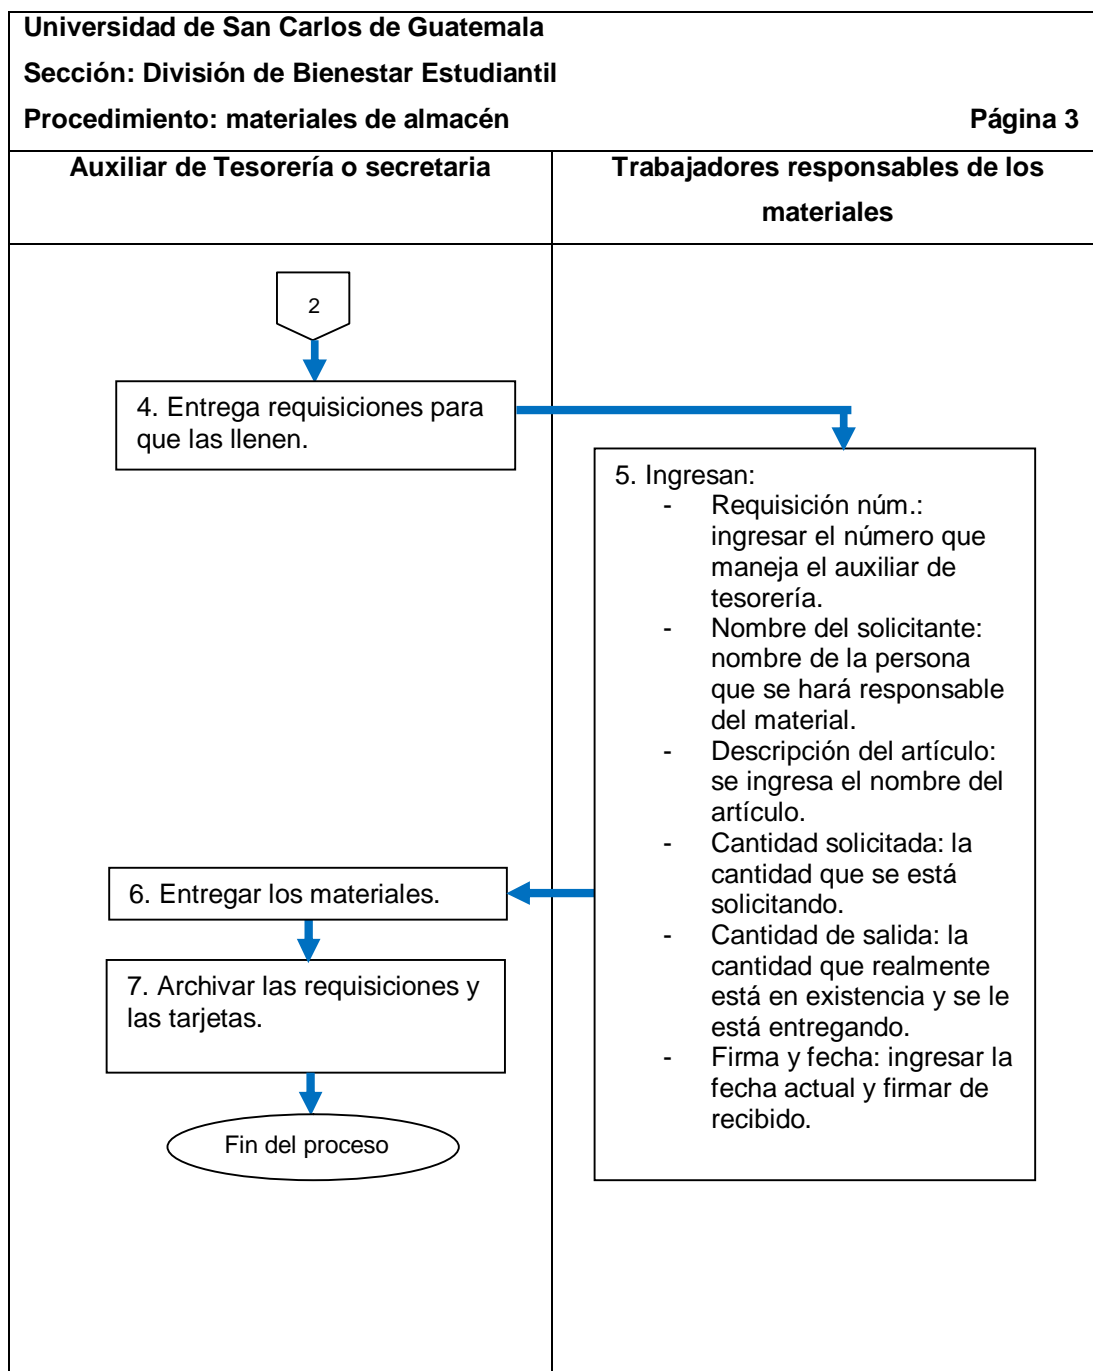 Universidad de San Carlos de Guatemala
Sección: División de Bienestar Estudiantil
Procedimiento: materiales de almacén Página 3
Auxiliar de Tesorería o secretaria
Trabajadores responsables de los
materiales
2
4. Entrega requisiciones para
que las llenen.
5. Ingresan:
- Requisición núm.:
ingresar el número que
maneja el auxiliar de
tesorería.
- Nombre del solicitante:
nombre de la persona
que se hará responsable
del material.
- Descripción del artículo:
se ingresa el nombre del
artículo.
- Cantidad solicitada: la
cantidad que se está
solicitando.
- Cantidad de salida: la
cantidad que realmente
está en existencia y se le
está entregando.
- Firma y fecha: ingresar la
fecha actual y firmar de
recibido.
6. Entregar los materiales.
7. Archivar las requisiciones y
las tarjetas.
Fin del proceso